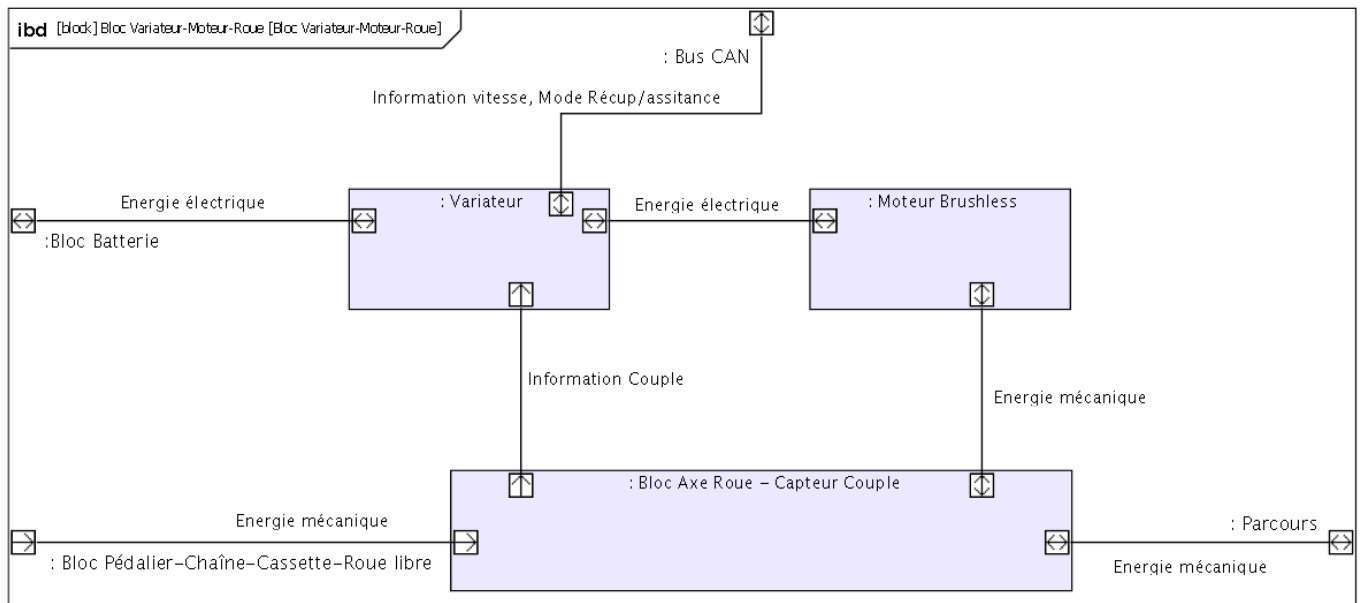 ibd [block] Bloc Variateur-Moteur-Roue [Bloc Variateur-Moteur-Roue]
: Bus CAN
Information vitesse, Mode Récup/assitance
Energie électrique
: Variateur
Energie électrique
: Moteur Brushless
:Bloc Batterie
Information Couple
Energie mécanique
: Bloc Axe Roue – Capteur Couple
Energie mécanique
: Parcours
: Bloc Pédalier–Chaîne–Cassette–Roue libre
Energie mécanique